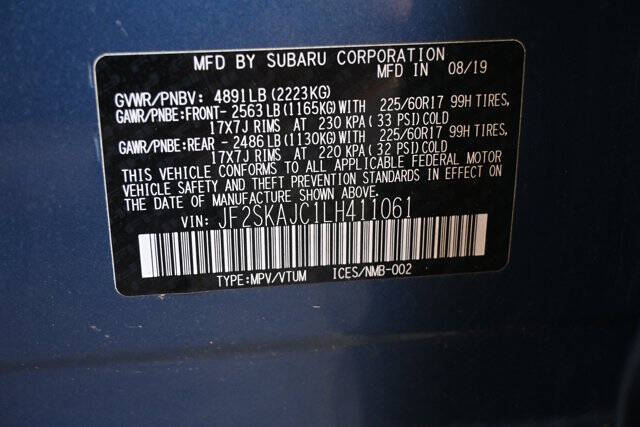 MFD BY SUBARU CORPORATION
MFD IN 08/19
GVWR/PNBV: 4891LB(2223KG)
GAWR/PNBE:FRONT-2563LB(1165KG)WITH 225/60R17 99H TIRES,
17X7J RIMS AT 230 KPA(33 PSI)COLD
GAWR/PNBE:REAR -2486LB(1130KG)WITH 225/60R17 99H TIRES,
17X7J RIMS AT 220 KPA(32 PSI)COLD
THIS VEHICLE CONFORMS TO ALL APPLICABLE FEDERAL MOTOR
VEHICLE SAFETY AND THEFT PREVENTION STANDARDS IN EFFECT ON
THE DATE OF MANUFACTURE SHOWN ABOVE.
VIN: JF2SKAJC1LH411061
TYPE:MPV/VTUM ICES/NMB-002